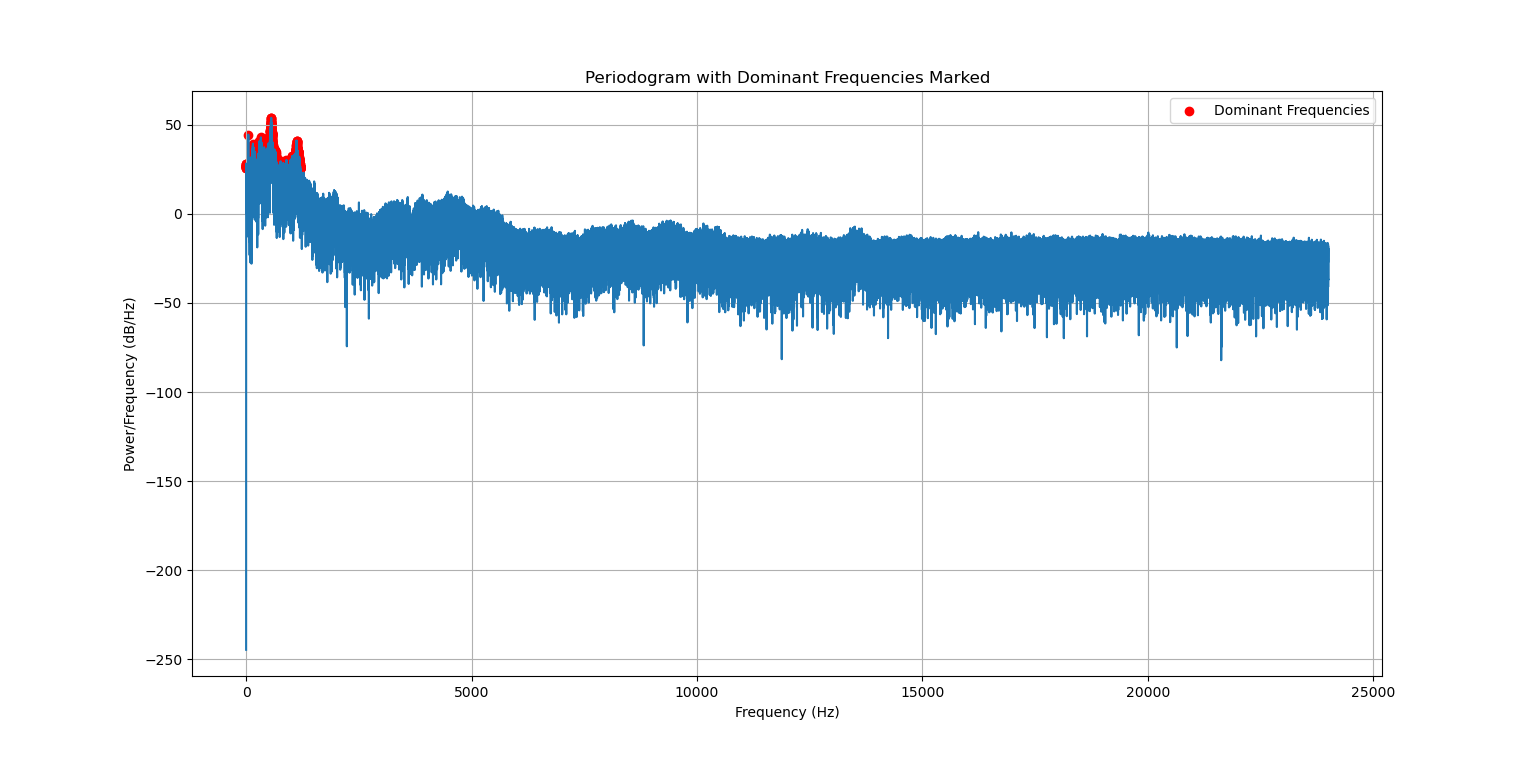 Periodogram with Dominant Frequencies Marked
Dominant Frequencies
Power/Frequency (dB/Hz)
50
0
−50
−100
−150
−200
−250
0 5000 10000 15000 20000 25000
Frequency (Hz)